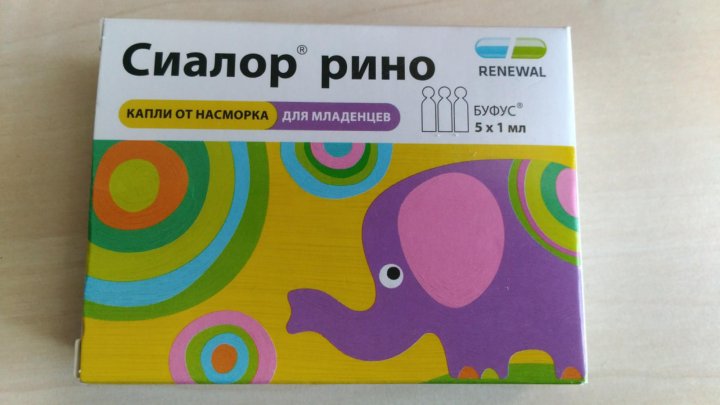 Сиалор® рино
RENEWAL
КАПЛИ ОТ НАСМОРКА ДЛЯ МЛАДЕНЦЕВ
БУФУС®
5 х 1 мл